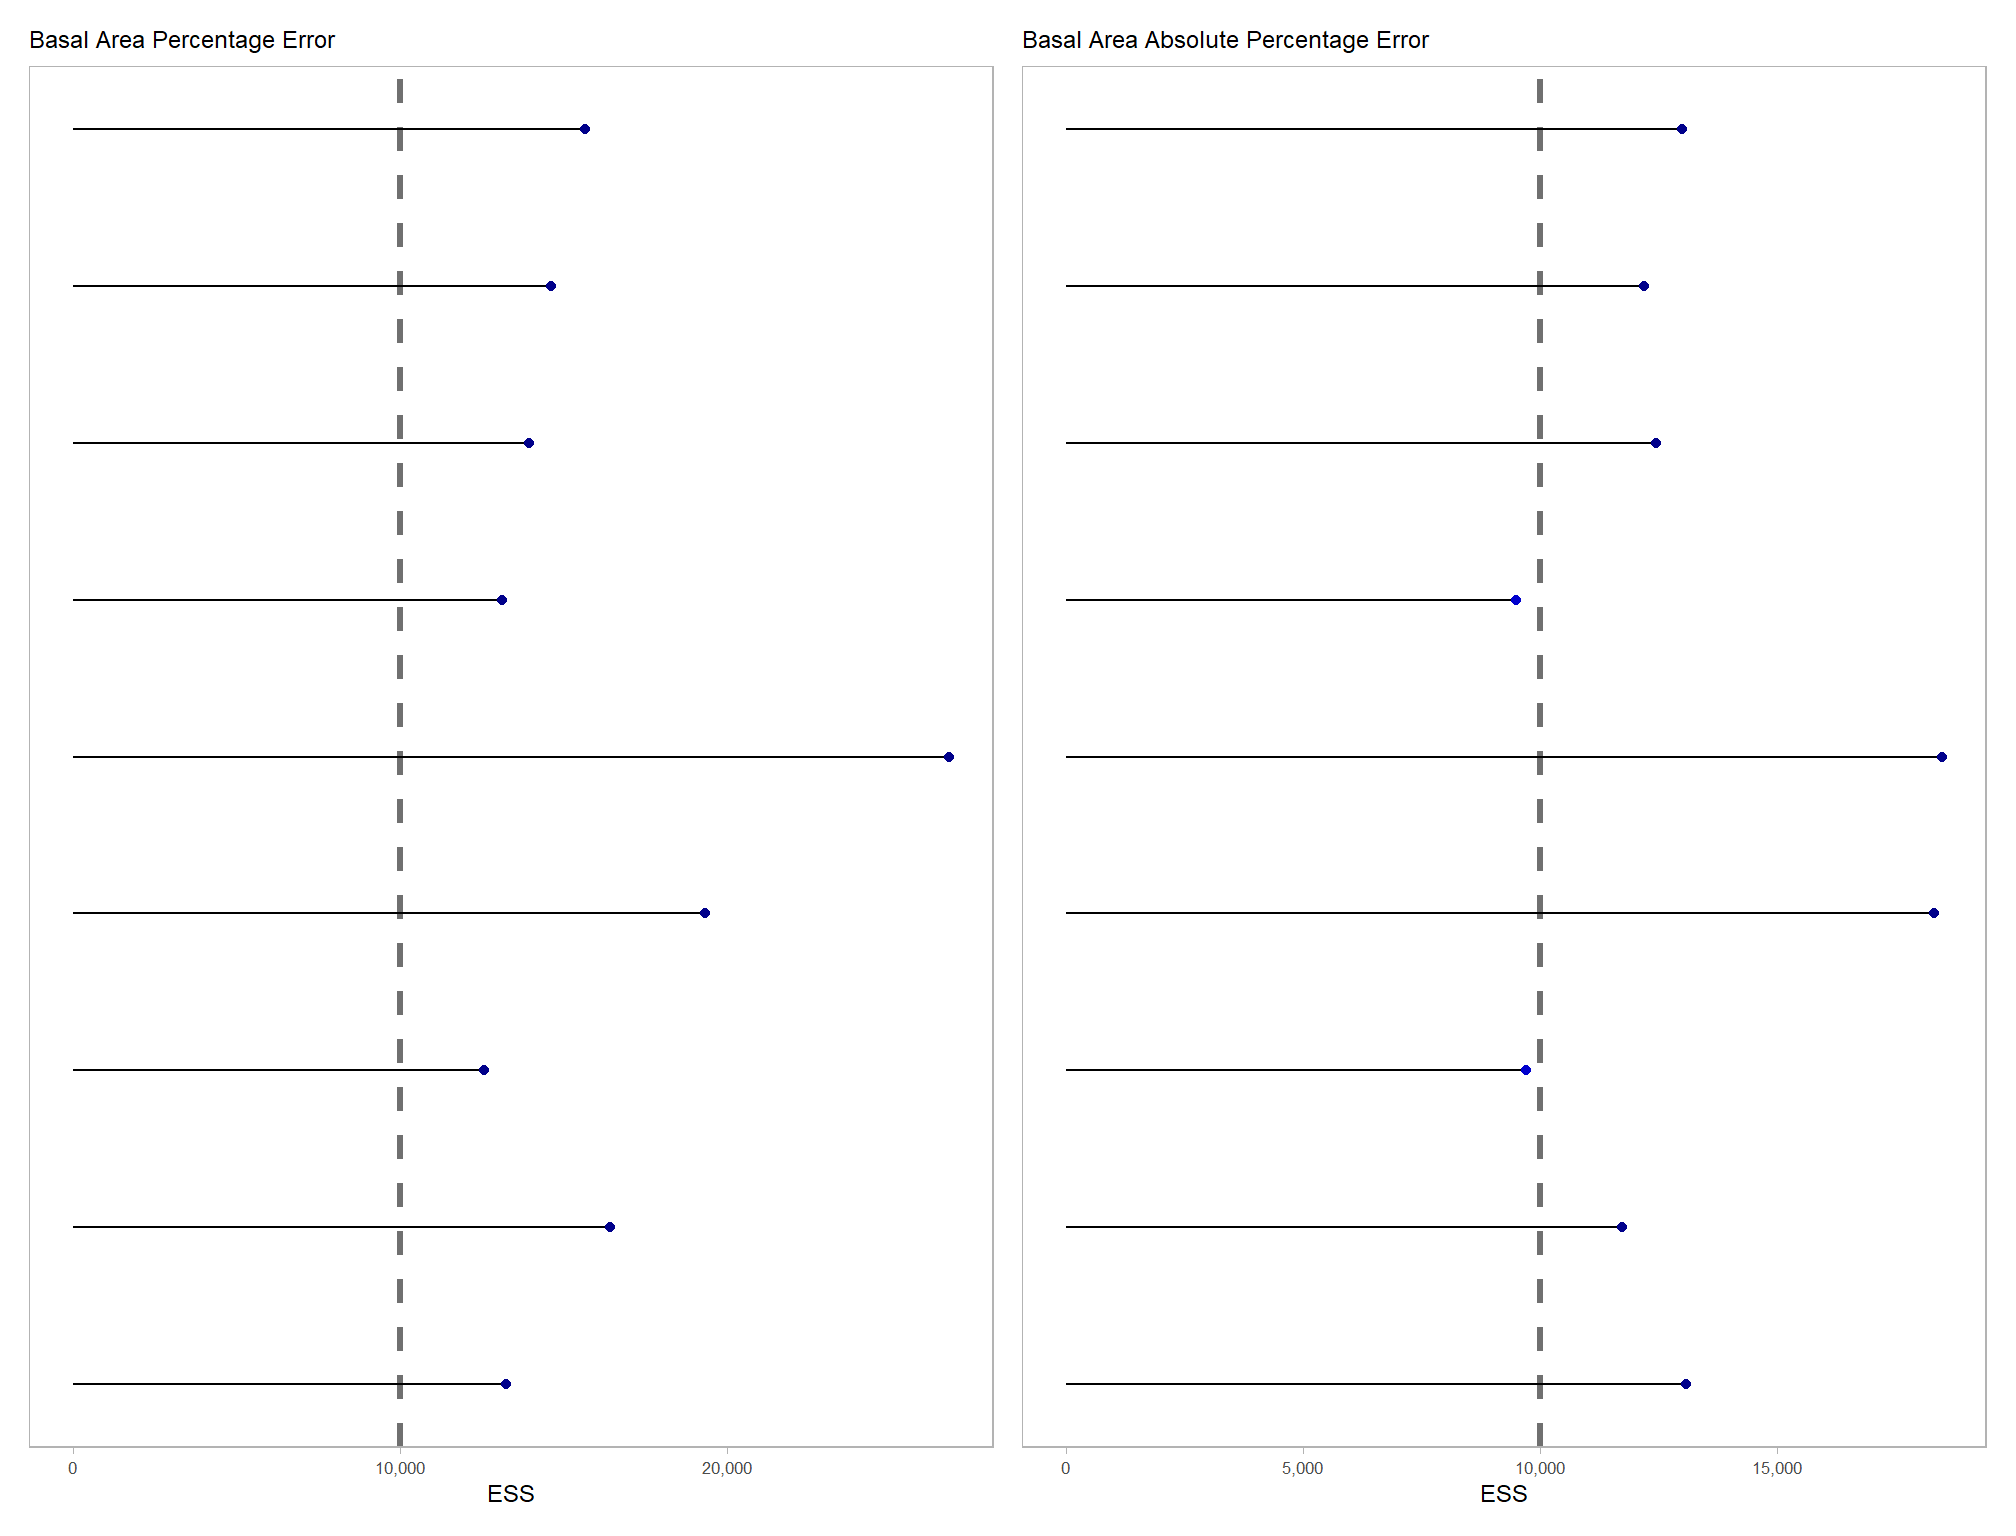 Basal Area Percentage Error
Basal Area Absolute Percentage Error
0 10,000 20,000
ESS
0 5,000 10,000 15,000
ESS